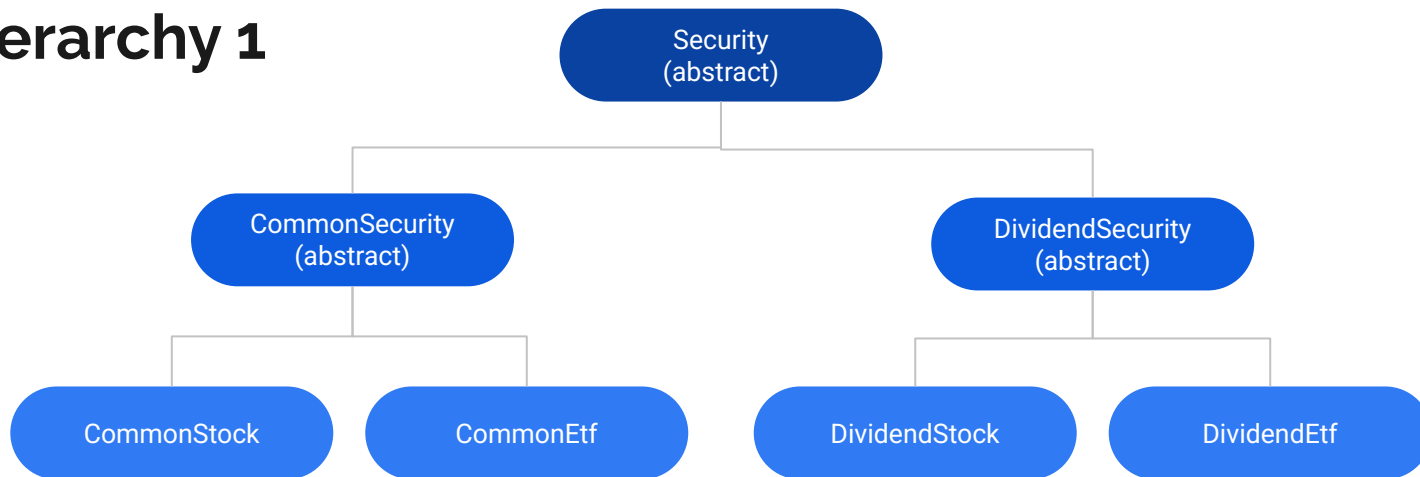 erarchy 1
Security
(abstract)
CommonSecurity
(abstract)
DividendSecurity
(abstract)
CommonStock
CommonEtf
DividendStock
DividendEtf